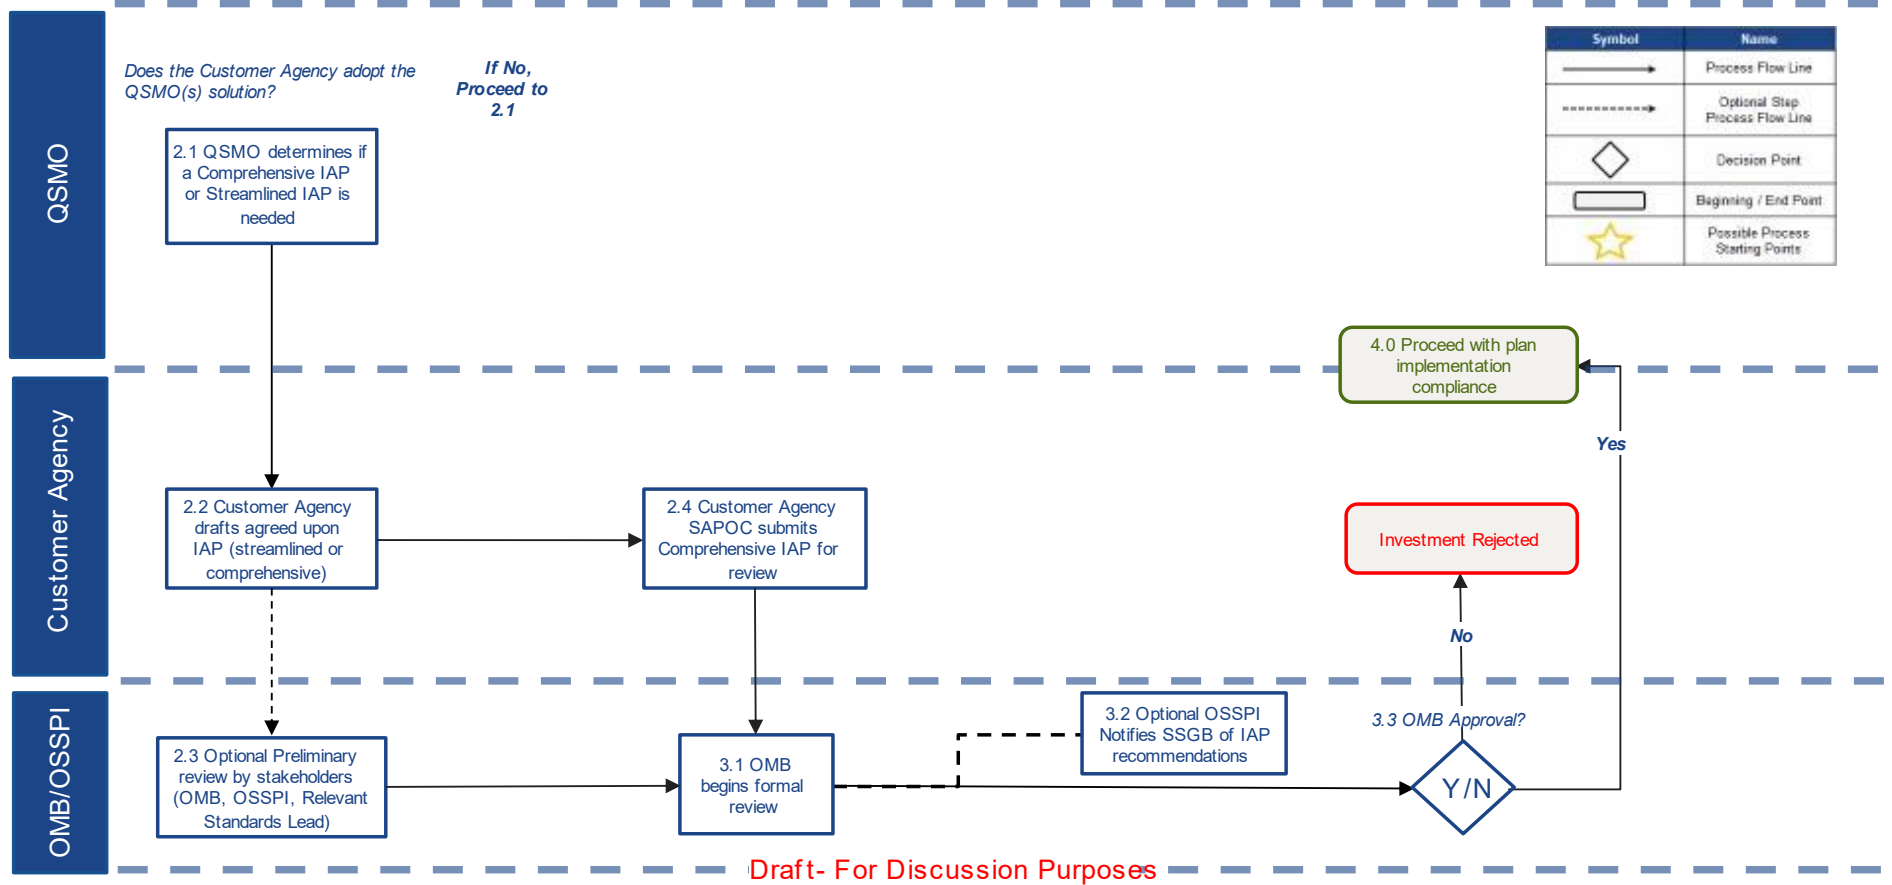 QSMO
Does the Customer Agency adopt the
QSMO(s) solution?
If No,
Proceed to
2.1
2.1 QSMO determines if
a Comprehensive IAP
or Streamlined IAP is
needed
Symbol Name
Process Flow Line
Optional Step
Process Flow Line
Decision Point
Beginning / End Point
Possible Process
Starting Points
4.0 Proceed with plan
implementation
compliance
Yes
Customer Agency
2.2 Customer Agency
drafts agreed upon
IAP (streamlined or
comprehensive)
2.4 Customer Agency
SAPOC submits
Comprehensive IAP for
review
Investment Rejected
No
OMB/OSSPI
2.3 Optional Preliminary
review by stakeholders
(OMB, OSSPI, Relevant
Standards Lead)
3.1 OMB
begins formal
review
3.2 Optional OSSPI
Notifies SSGB of IAP
recommendations
3.3 OMB Approval?
Y/N
Draft- For Discussion Purposes